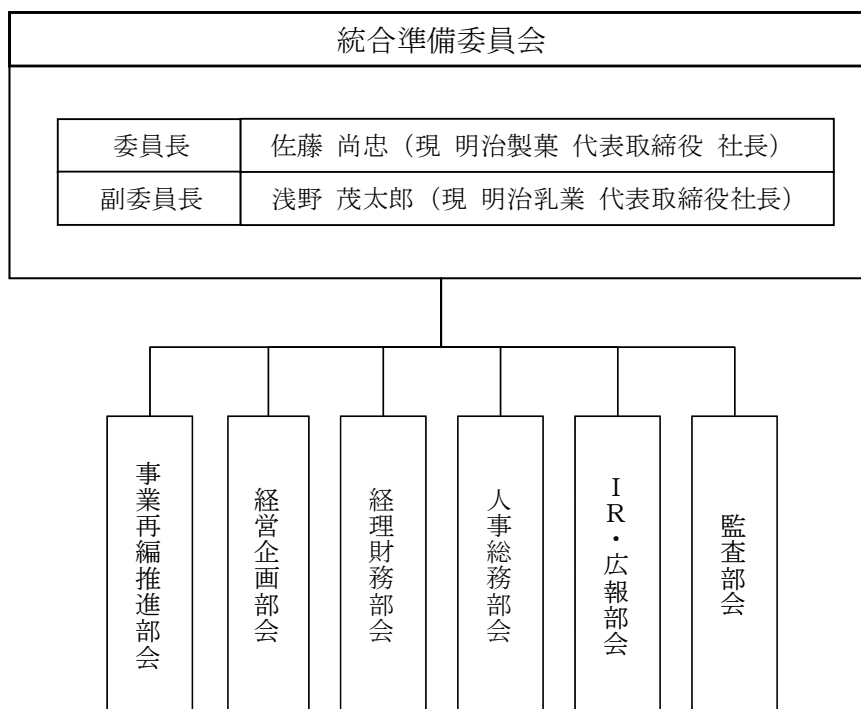 統合準備委員会
委員長 佐藤 尚忠（現 明治製菓 代表取締役 社長）
副委員長 浅野 茂太郎（現 明治乳業 代表取締役社長）
事業再編推進部会
経営企画部会
経理財務部会
人事総務部会
ＩＲ・広報部会
監査部会